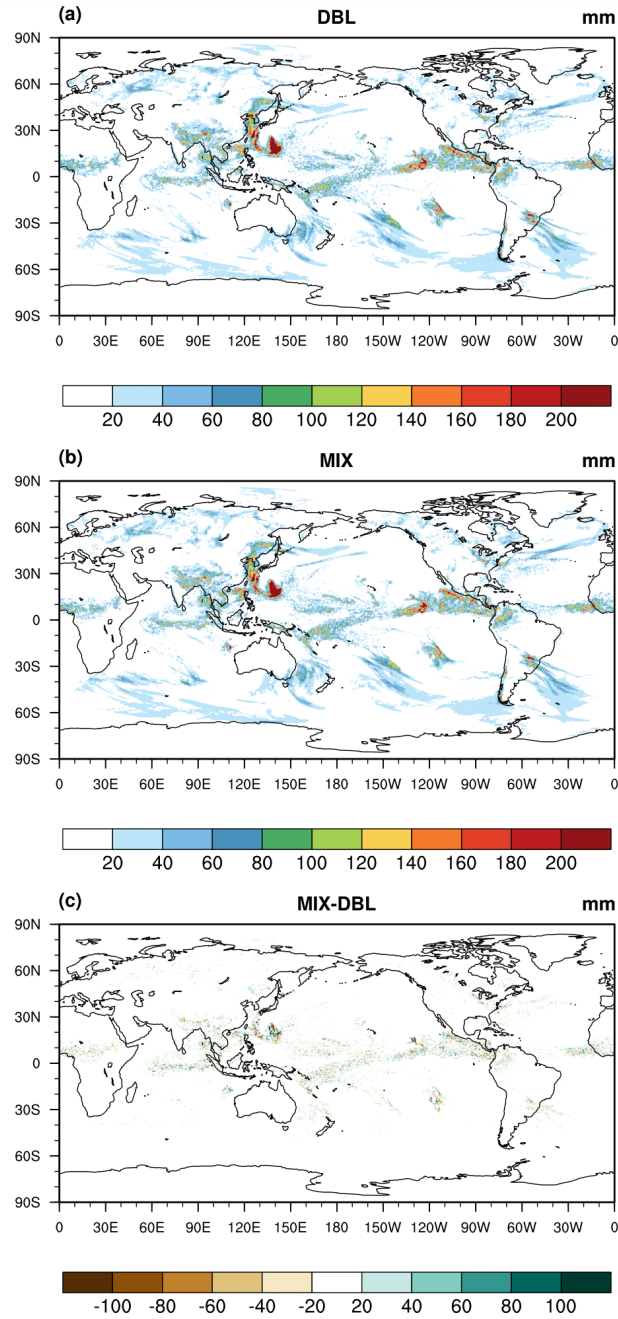 (a) DBL mm
90N
60N
30N
0
30S
60S
90S
0 30E 60E 90E 120E 150E 180 150W 120W 90W 60W 30W 0
20 40 60 80 100 120 140 160 180 200
(b) MIX mm
90N
60N
30N
0
30S
60S
90S
0 30E 60E 90E 120E 150E 180 150W 120W 90W 60W 30W 0
20 40 60 80 100 120 140 160 180 200
(c) MIX-DBL mm
90N
60N
30N
0
30S
60S
90S
0 30E 60E 90E 120E 150E 180 150W 120W 90W 60W 30W 0
-100 -80 -60 -40 -20 20 40 60 80 100